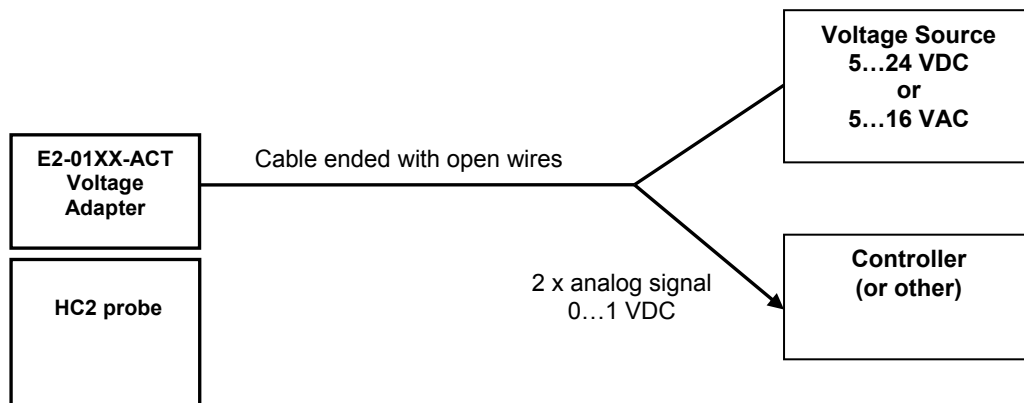 Voltage Source
5…24 VDC
or
5…16 VAC
E2-01XX-ACT
Voltage
Adapter
Cable ended with open wires
HC2 probe
2 x analog signal
0…1 VDC
Controller
(or other)